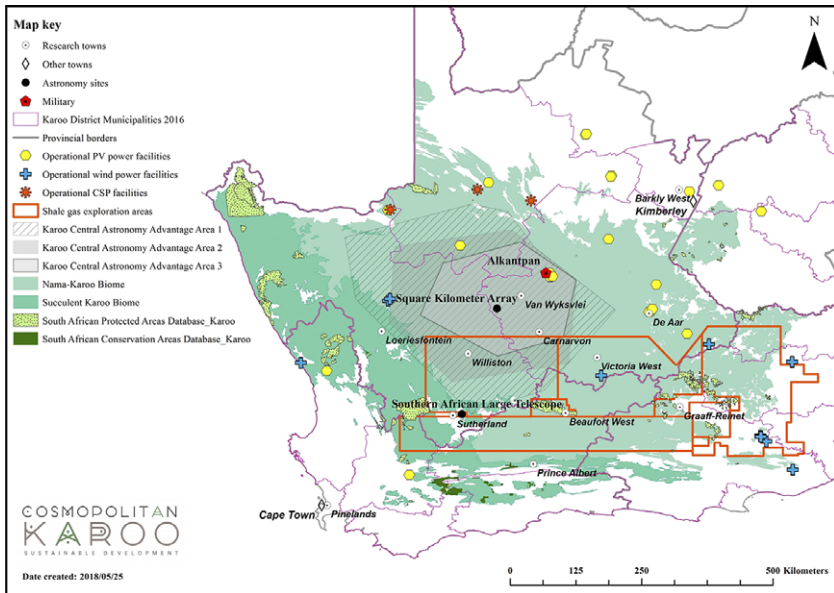 Map key
Research towns
Other towns
Astronomy sites
Military
Karoo District Municipalities 2016
Provincial borders
Operational PV power facilities
Operational wind power facilities
Operational CSP facilities
Shale gas exploration areas
Karoo Central Astronomy Advantage Area 1
Karoo Central Astronomy Advantage Area 2
Karoo Central Astronomy Advantage Area 3
Nama-Karoo Biome
Succulent Karoo Biome
South African Protected Areas Database_Karoo
South African Conservation Areas Database_Karoo
N
Barkly West
Kimberley
Alkantpan
Square Kilometer Array
Van Wyksvlei
De Aar
Loeriesfontein
Carnarvon
Williston
Victoria West
Southern African Large Telescope
Sutherland
Beaufort West
Graaff-Reinet
Prince Albert
Cape Town
Pinelands
COSMOPOLITAN
KAROO
SUSTAINABLE DEVELOPMENT
Date created: 2018/05/25
0 125 250 500 Kilometers